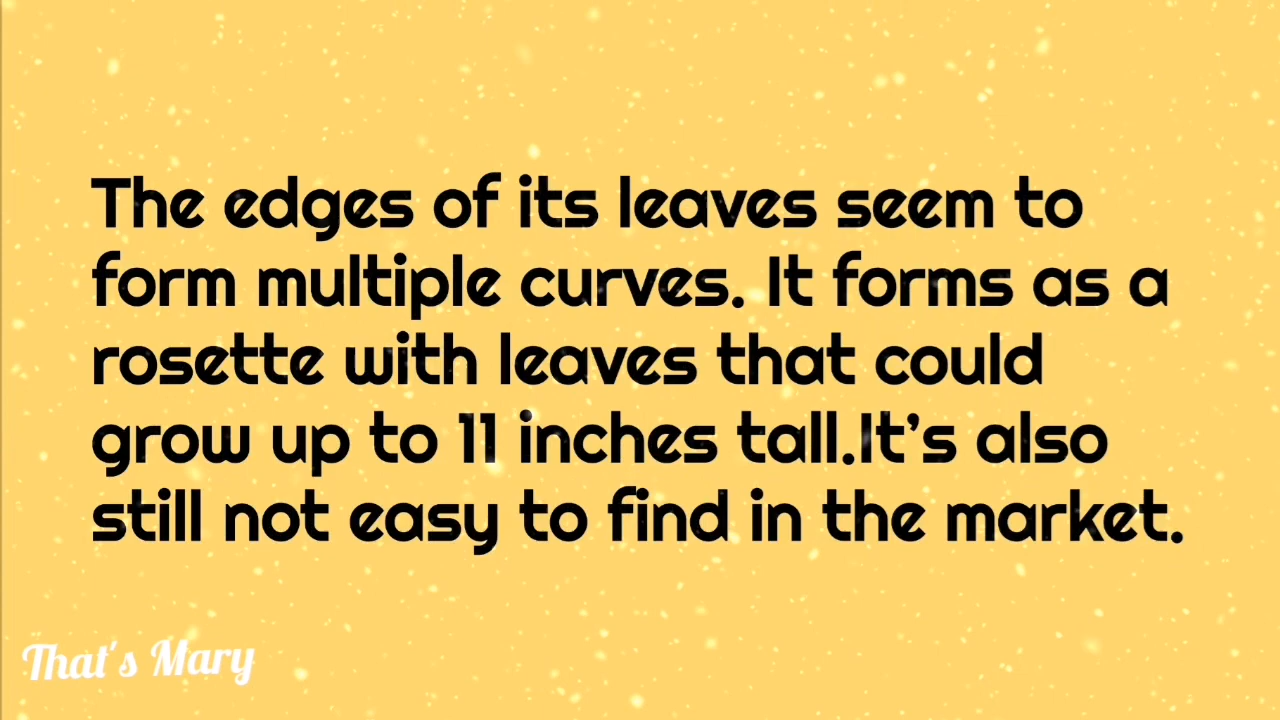 The edges of its leaves seem to
form multiple curves. It forms as a
rosette with leaves that could
grow up to 11 inches tall.It's also
still not easy to find in the market.
That's Mary